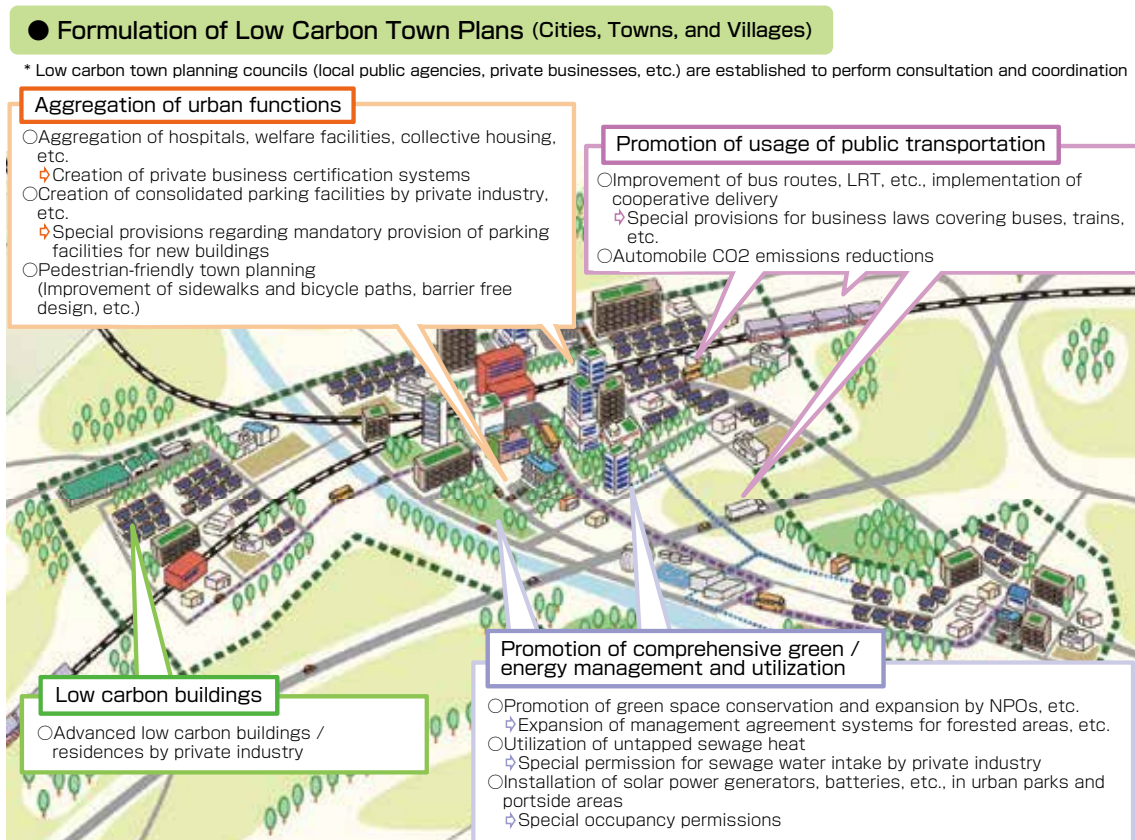 ● Formulation of Low Carbon Town Plans (Cities, Towns, and Villages)
* Low carbon town planning councils (local public agencies, private businesses, etc.) are established to perform consultation and coordination
Aggregation of urban functions
○Aggregation of hospitals, welfare facilities, collective housing,
etc.
⇨Creation of private business certification systems
○Creation of consolidated parking facilities by private industry,
etc.
⇨Special provisions regarding mandatory provision of parking
facilities for new buildings
○Pedestrian-friendly town planning
(Improvement of sidewalks and bicycle paths, barrier free
design, etc.)
Promotion of usage of public transportation
○Improvement of bus routes, LRT, etc., implementation of
cooperative delivery
⇨Special provisions for business laws covering buses, trains,
etc.
○Automobile CO2 emissions reductions
Low carbon buildings
○Advanced low carbon buildings /
residences by private industry
Promotion of comprehensive green /
energy management and utilization
○Promotion of green space conservation and expansion by NPOs, etc.
⇨Expansion of management agreement systems for forested areas, etc.
○Utilization of untapped sewage heat
⇨Special permission for sewage water intake by private industry
○Installation of solar power generators, batteries, etc., in urban parks and
portside areas
⇨Special occupancy permissions